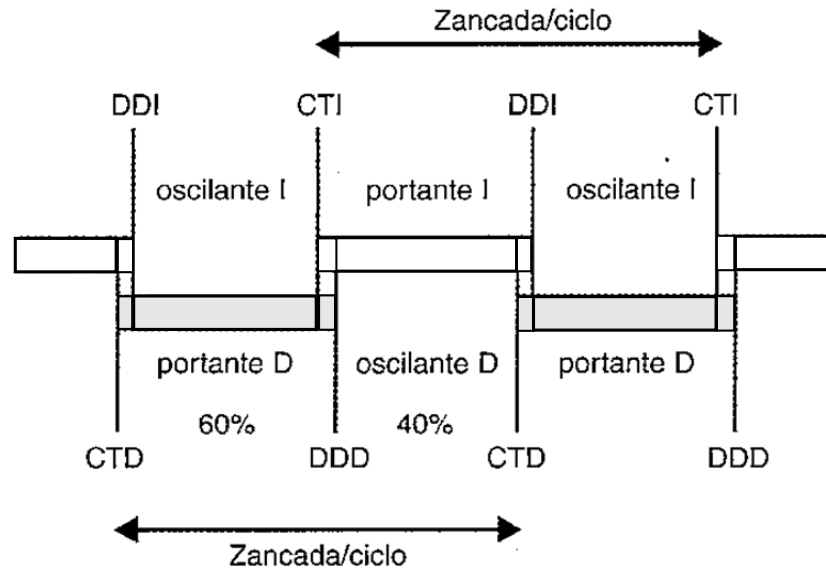 Zancada/ciclo
DDI CTI DDI CTI
oscilante I portante I oscilante I
portante D oscilante D portante D
60% 40%
CTD DDD CTD DDD
Zancada/ciclo